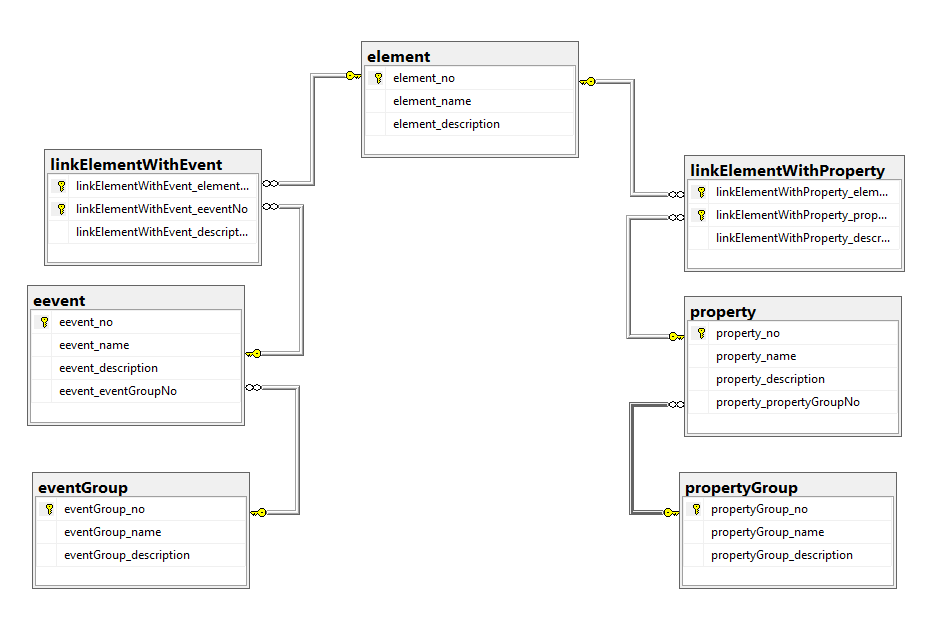 element
element_no
element_name
element_description
linkElementWithEvent
linkElementWithEvent_element...
linkElementWithEvent_eeventNo
linkElementWithEvent_descript...
linkElementWithProperty
linkElementWithProperty_elem...
linkElementWithProperty_prop...
linkElementWithProperty_descr...
eevent
eevent_no
eevent_name
eevent_description
eevent_eventGroupNo
property
property_no
property_name
property_description
property_propertyGroupNo
eventGroup
eventGroup_no
eventGroup_name
eventGroup_description
propertyGroup
propertyGroup_no
propertyGroup_name
propertyGroup_description